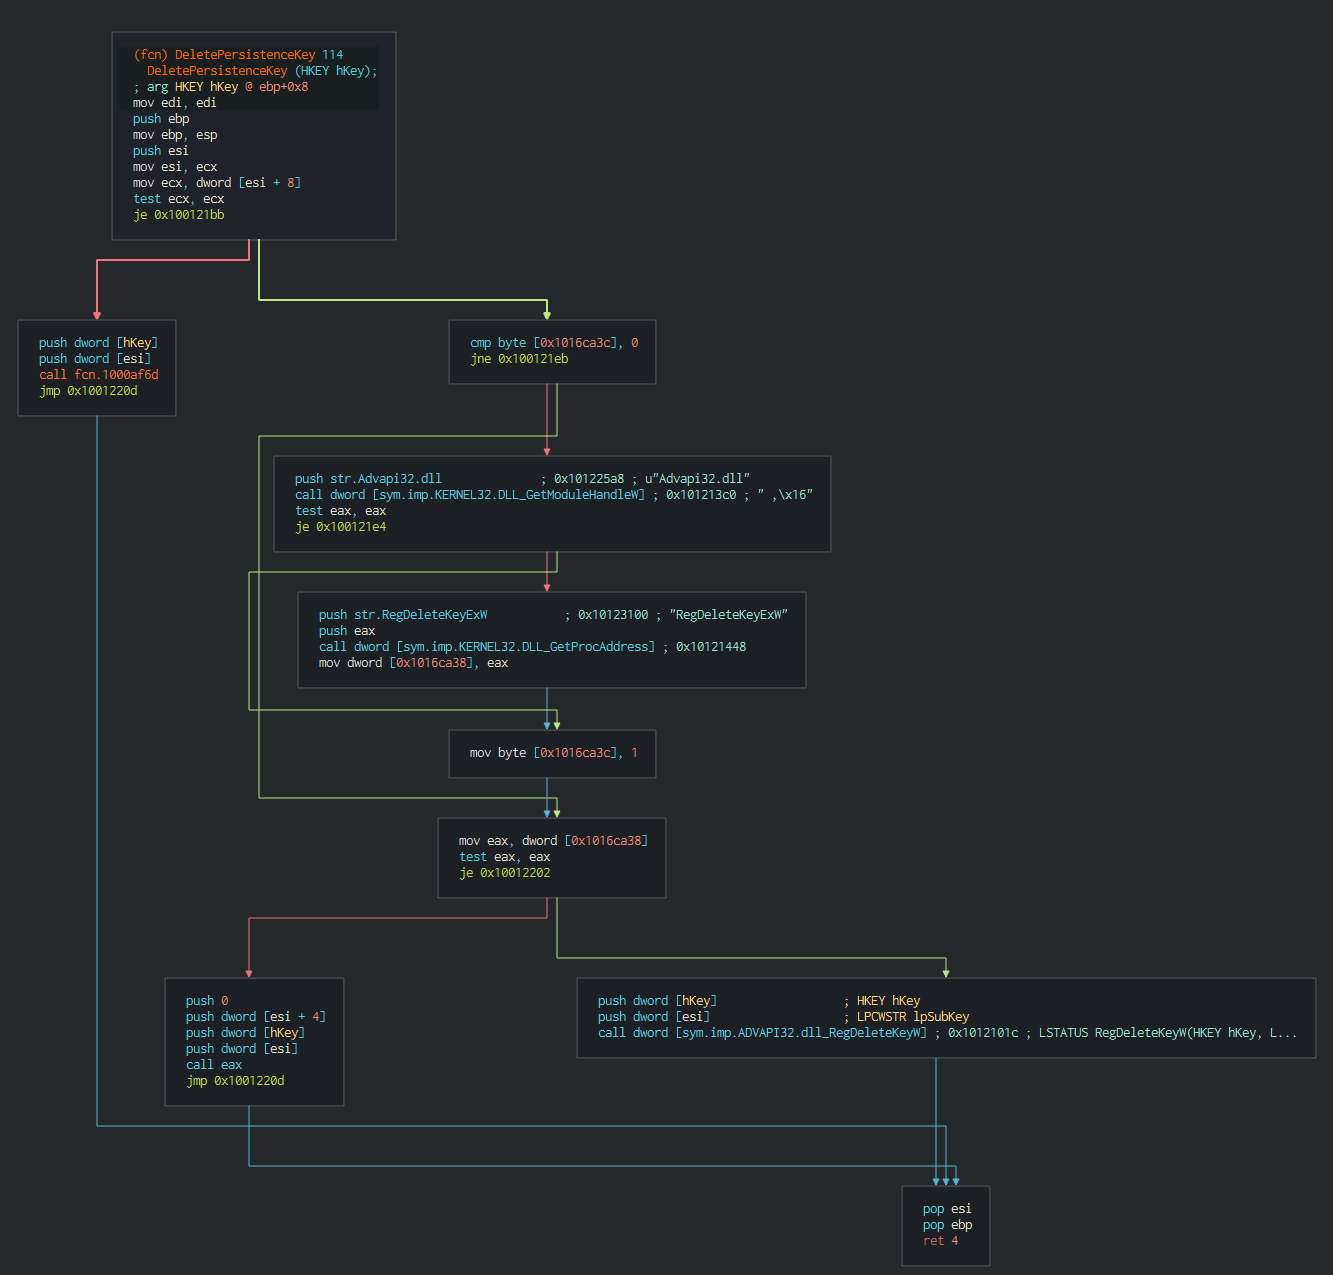 (fcn) DeletePersistenceKey 114
DeletePersistenceKey (HKEY hKey);
; arg HKEY hKey @ ebp+0x8
mov edi, edi
push ebp
mov ebp, esp
push esi
mov esi, ecx
mov ecx, dword [esi + 8]
test ecx, ecx
je 0x100121bb
push dword [hKey]
push dword [esi]
call fcn.1000af6d
jmp 0x1001220d
cmp byte [0x1016ca3c], 0
jne 0x100121eb
push str.Advapi32.dll ; 0x101225a8 ; u"Advapi32.dll"
call dword [sym.imp.KERNEL32.DLL_GetModuleHandleW] ; 0x101213c0 ; " ,\x16"
test eax, eax
je 0x100121e4
push str.RegDeleteKeyExW ; 0x10123100 ; "RegDeleteKeyExW"
push eax
call dword [sym.imp.KERNEL32.DLL_GetProcAddress] ; 0x10121448
mov dword [0x1016ca38], eax
mov byte [0x1016ca3c], 1
mov eax, dword [0x1016ca38]
test eax, eax
je 0x10012202
push 0
push dword [esi + 4]
push dword [hKey]
push dword [esi]
call eax
jmp 0x1001220d
push dword [hKey] ; HKEY hKey
push dword [esi] ; LPCWSTR lpSubKey
call dword [sym.imp.ADVAPI32.dll_RegDeleteKeyW] ; 0x1012101c ; LSTATUS RegDeleteKeyW(HKEY hKey, L...
pop esi
pop ebp
ret 4